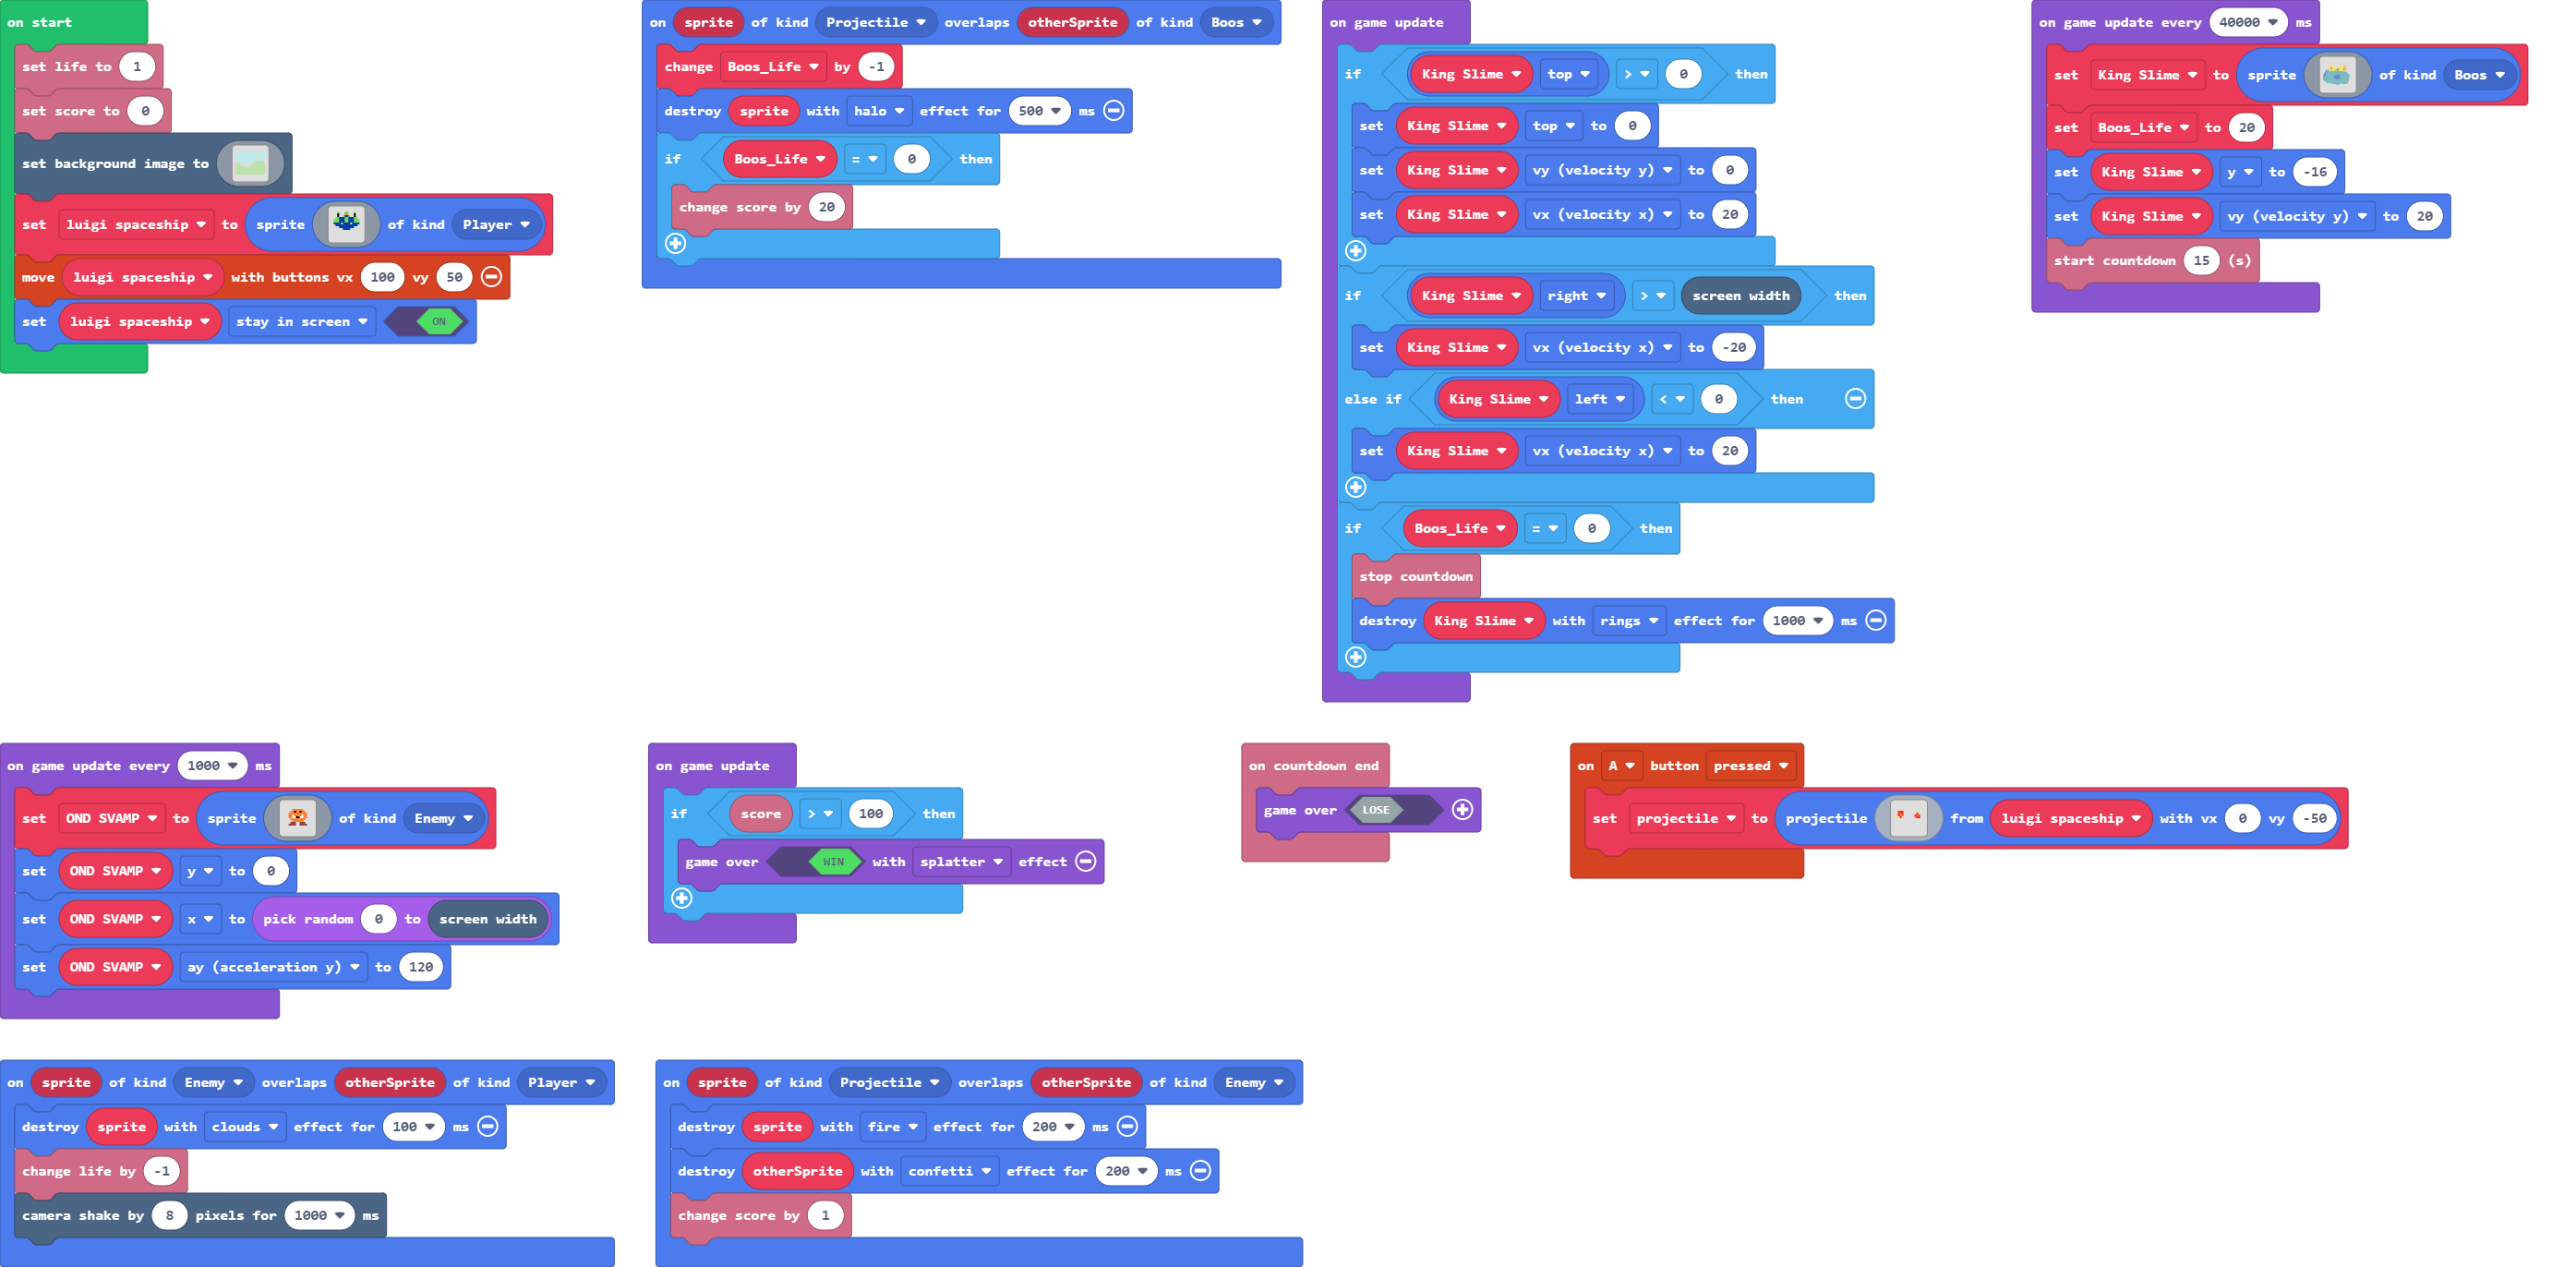 on start
set life to 1
set score to 0
set background image to
set luigi spaceship to sprite of kind Player
move luigi spaceship with buttons vx 100 vy 50
set luigi spaceship stay in screen ON
on sprite of kind Projectile overlaps otherSprite of kind Boos
change Boos_Life by -1
destroy sprite with halo effect for 500 ms
if Boos_Life = 0 then
change score by 20
on game update
if King Slime top > 0 then
set King Slime top to 0
set King Slime vy (velocity y) to 0
set King Slime vx (velocity x) to 20
if King Slime right > screen width then
set King Slime vx (velocity x) to -20
else if King Slime left < 0 then
set King Slime vx (velocity x) to 20
if Boos_Life = 0 then
stop countdown
destroy King Slime with rings effect for 1000 ms
on game update every 40000 ms
set King Slime to sprite of kind Boos
set Boos_Life to 20
set King Slime y to -16
set King Slime vy (velocity y) to 20
start countdown 15 (s)
on game update every 1000 ms
set OND SVAMP to sprite of kind Enemy
set OND SVAMP y to 0
set OND SVAMP x to pick random 0 to screen width
set OND SVAMP ay (acceleration y) to 120
on game update
if score > 100 then
game over WIN with splatter effect
on countdown end
game over LOSE
on A button pressed
set projectile to projectile from luigi spaceship with vx 0 vy -50
on sprite of kind Enemy overlaps otherSprite of kind Player
destroy sprite with clouds effect for 100 ms
change life by -1
camera shake by 8 pixels for 1000 ms
on sprite of kind Projectile overlaps otherSprite of kind Enemy
destroy sprite with fire effect for 200 ms
destroy otherSprite with confetti effect for 200 ms
change score by 1